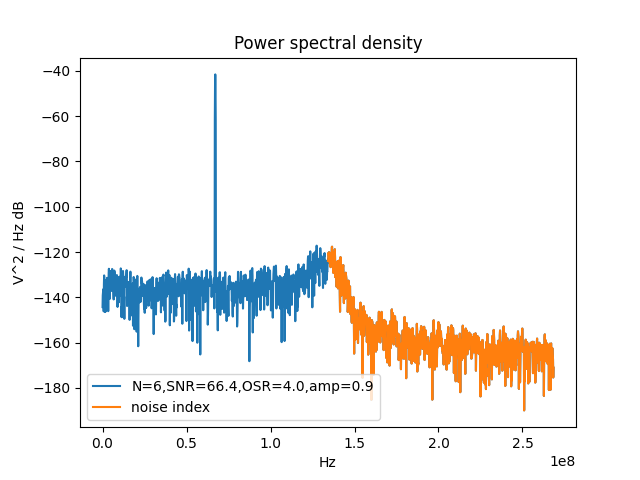 Power spectral density
V^2 / Hz dB
−40
−60
−80
−100
−120
−140
−160
−180
N=6,SNR=66.4,OSR=4.0,amp=0.9
noise index
0.0 0.5 1.0 1.5 2.0 2.5
1e8
Hz